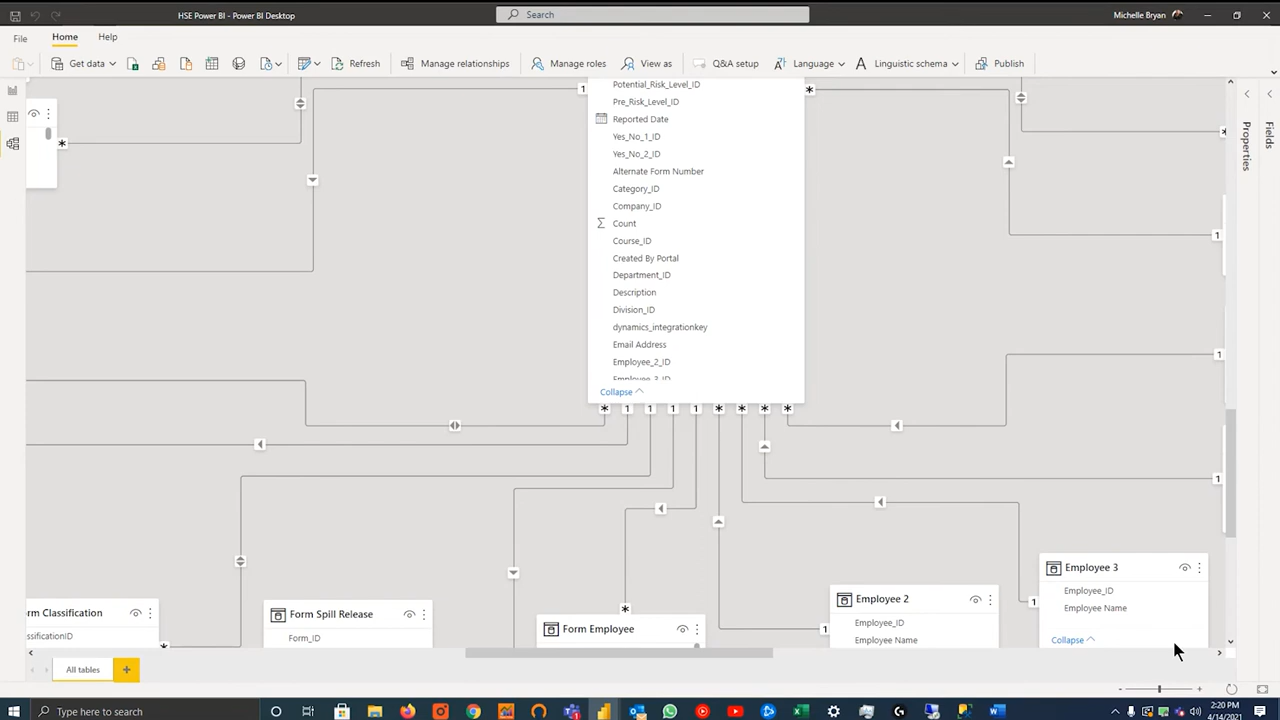 HSE Power BI - Power BI Desktop
Search
Michelle Bryan
File
Home
Help
Get data
Refresh
Manage relationships
Manage roles
View as
Q&A setup
Language
Linguistic schema
Publish
Potential_Risk_Level_ID
Pre_Risk_Level_ID
Reported Date
Yes_No_1_ID
Yes_No_2_ID
Alternate Form Number
Category_ID
Company_ID
Count
Course_ID
Created By Portal
Department_ID
Description
Division_ID
dynamics_integrationkey
Email Address
Employee_2_ID
Employee_3_ID
Collapse
Properties
Fields
Employee 3
Employee_ID
Employee Name
Collapse
Employee 2
Employee_ID
Employee Name
Form Employee
Form Spill Release
Form_ID
rm Classification
assificationID
All tables
Type here to search
2:20 PM
4/14/2021